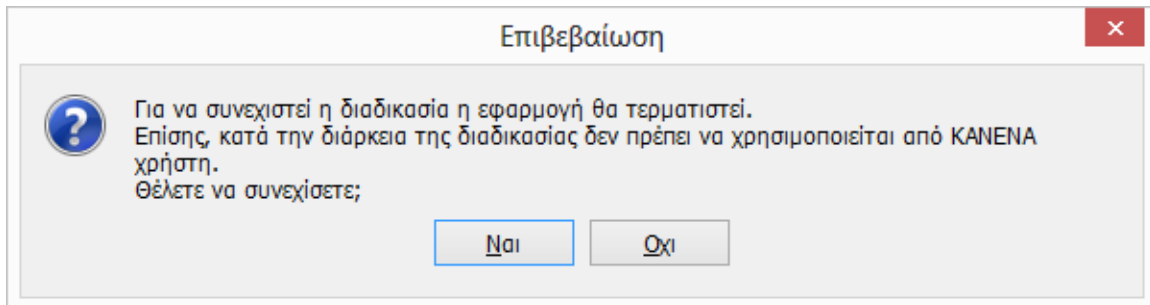 Επιβεβαίωση
Για να συνεχιστεί η διαδικασία η εφαρμογή θα τερματιστεί.
Επίσης, κατά την διάρκεια της διαδικασίας δεν πρέπει να χρησιμοποιείται από ΚΑΝΕΝΑ
χρήστη.
Θέλετε να συνεχίσετε;
Ναι Οχι